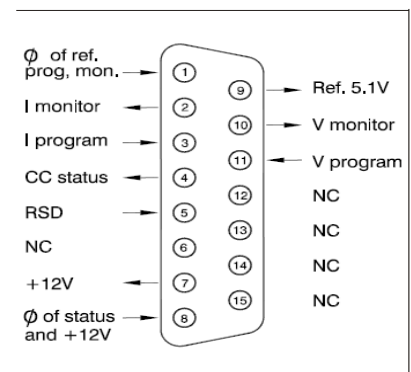 Ø of ref.
prog, mon.
I monitor
I program
CC status
RSD
NC
+12V
Ø of status
and +12V
1
2
3
4
5
6
7
8
9
10
11
12
13
14
15
Ref. 5.1V
V monitor
V program
NC
NC
NC
NC